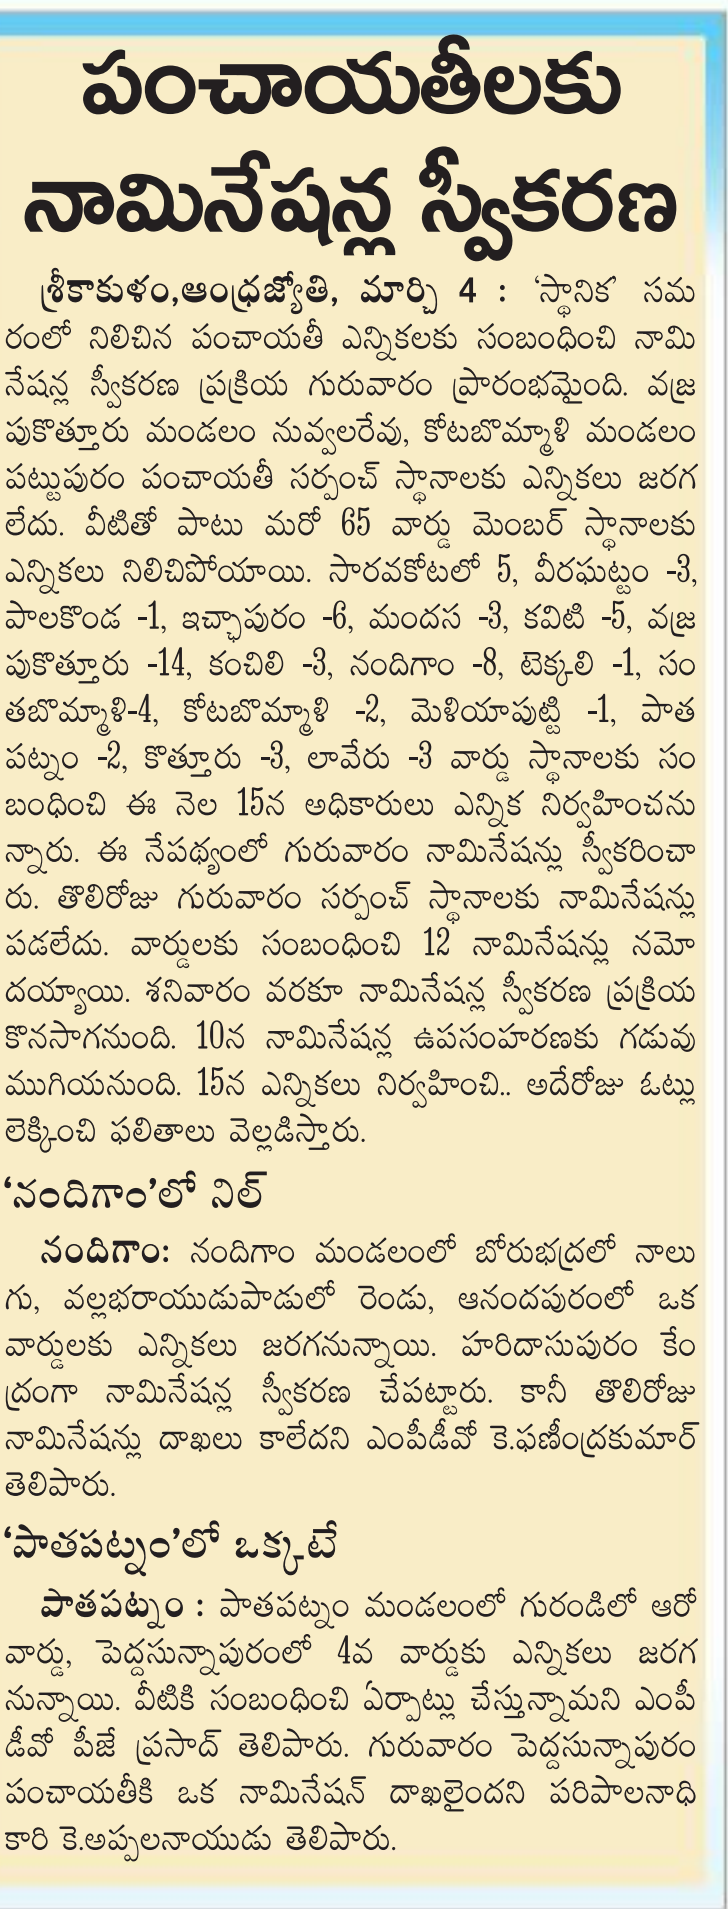 పంచాయతీలకు
నామినేషన్ల స్వీకరణ
శ్రీకాకుళం,ఆంధ్రజ్యోతి, మార్చి 4 : ‘స్థానిక’ సమ
రంలో నిలిచిన పంచాయతీ ఎన్నికలకు సంబంధించి నామి
నేషన్ల స్వీకరణ ప్రక్రియ గురువారం ప్రారంభమైంది. వజ్ర
పుకొత్తూరు మండలం నువ్వలరేవు, కోటబొమ్మాళి మండలం
పట్టుపురం పంచాయతీ సర్పంచ్ స్థానాలకు ఎన్నికలు జరగ
లేదు. వీటితో పాటు మరో 65 వార్డు మెంబర్ స్థానాలకు
ఎన్నికలు నిలిచిపోయాయి. సారవకోటలో 5, వీరఘట్టం -3,
పాలకొండ -1, ఇచ్ఛాపురం -6, మందస -3, కవిటి -5, వజ్ర
పుకొత్తూరు -14, కంచిలి -3, నందిగాం -8, టెక్కలి -1, సం
తబొమ్మాళి-4, కోటబొమ్మాళి -2, మెళియాపుట్టి -1, పాత
పట్నం -2, కొత్తూరు -3, లావేరు -3 వార్డు స్థానాలకు సం
బంధించి ఈ నెల 15న అధికారులు ఎన్నిక నిర్వహించను
న్నారు. ఈ నేపథ్యంలో గురువారం నామినేషన్లు స్వీకరించా
రు. తొలిరోజు గురువారం సర్పంచ్ స్థానాలకు నామినేషన్లు
పడలేదు. వార్డులకు సంబంధించి 12 నామినేషన్లు నమో
దయ్యాయి. శనివారం వరకూ నామినేషన్ల స్వీకరణ ప్రక్రియ
కొనసాగనుంది. 10న నామినేషన్ల ఉపసంహరణకు గడువు
ముగియనుంది. 15న ఎన్నికలు నిర్వహించి.. అదేరోజు ఓట్లు
లెక్కించి ఫలితాలు వెల్లడిస్తారు.
‘నందిగాం’లో నిల్
నందిగాం: నందిగాం మండలంలో బోరుభద్రలో నాలు
గు, వల్లభరాయుడుపాడులో రెండు, ఆనందపురంలో ఒక
వార్డులకు ఎన్నికలు జరగనున్నాయి. హరిదాసుపురం కేం
ద్రంగా నామినేషన్ల స్వీకరణ చేపట్టారు. కానీ తొలిరోజు
నామినేషన్లు దాఖలు కాలేదని ఎంపీడీవో కె.ఫణీంద్రకుమార్
తెలిపారు.
‘పాతపట్నం’లో ఒక్కటే
పాతపట్నం : పాతపట్నం మండలంలో గురండిలో ఆరో
వార్డు, పెద్దసున్నాపురంలో 4వ వార్డుకు ఎన్నికలు జరగ
నున్నాయి. వీటికి సంబంధించి ఏర్పాట్లు చేస్తున్నామని ఎంపీ
డీవో పీజే ప్రసాద్ తెలిపారు. గురువారం పెద్దసున్నాపురం
పంచాయతీకి ఒక నామినేషన్ దాఖలైందని పరిపాలనాధి
కారి కె.అప్పలనాయుడు తెలిపారు.